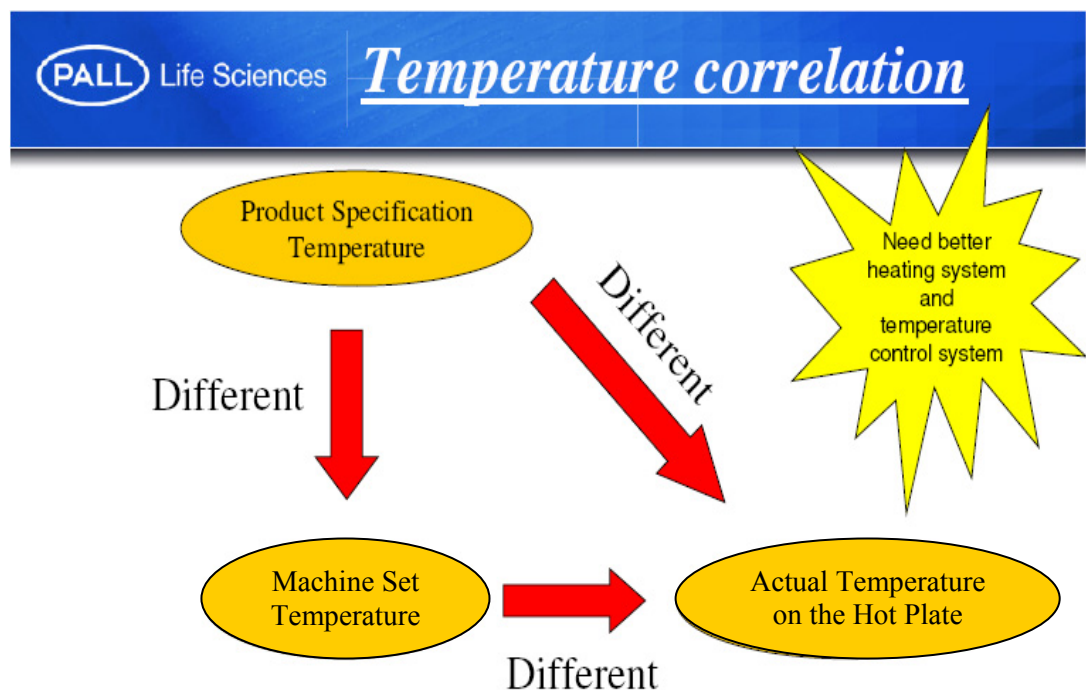 PALL Life Sciences
Temperature correlation
Product Specification
Temperature
Need better
heating system
and
temperature
control system
Different
Different
Machine Set
Temperature
Actual Temperature
on the Hot Plate
Different